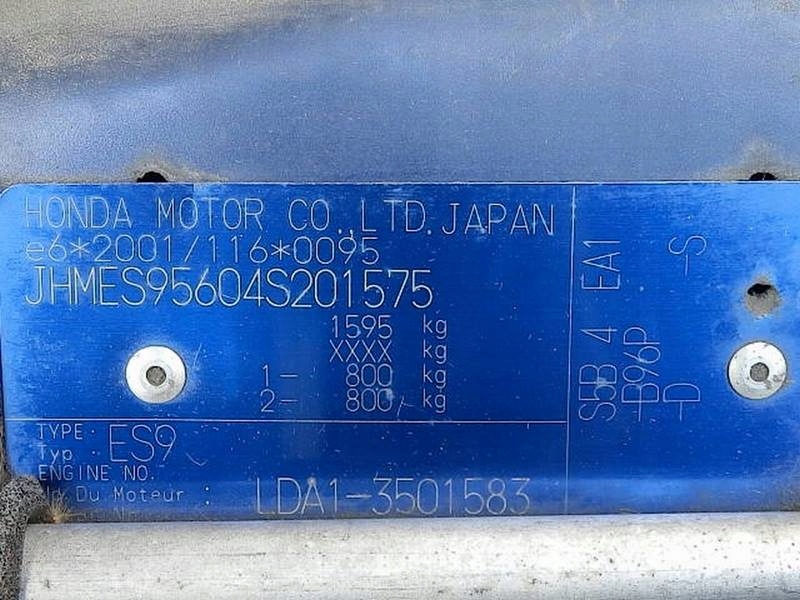 HONDA MOTOR CO.,LTD.JAPAN
e6*2001/116*0095
JHMES95604S201575
1595 kg
XXXX kg
1- 800 kg
2- 800 kg
TYPE
Typ : ES9
ENGINE NO.
Du Moteur : LDA1-3501583
S5B 4 EA1
-B96P
-D -S